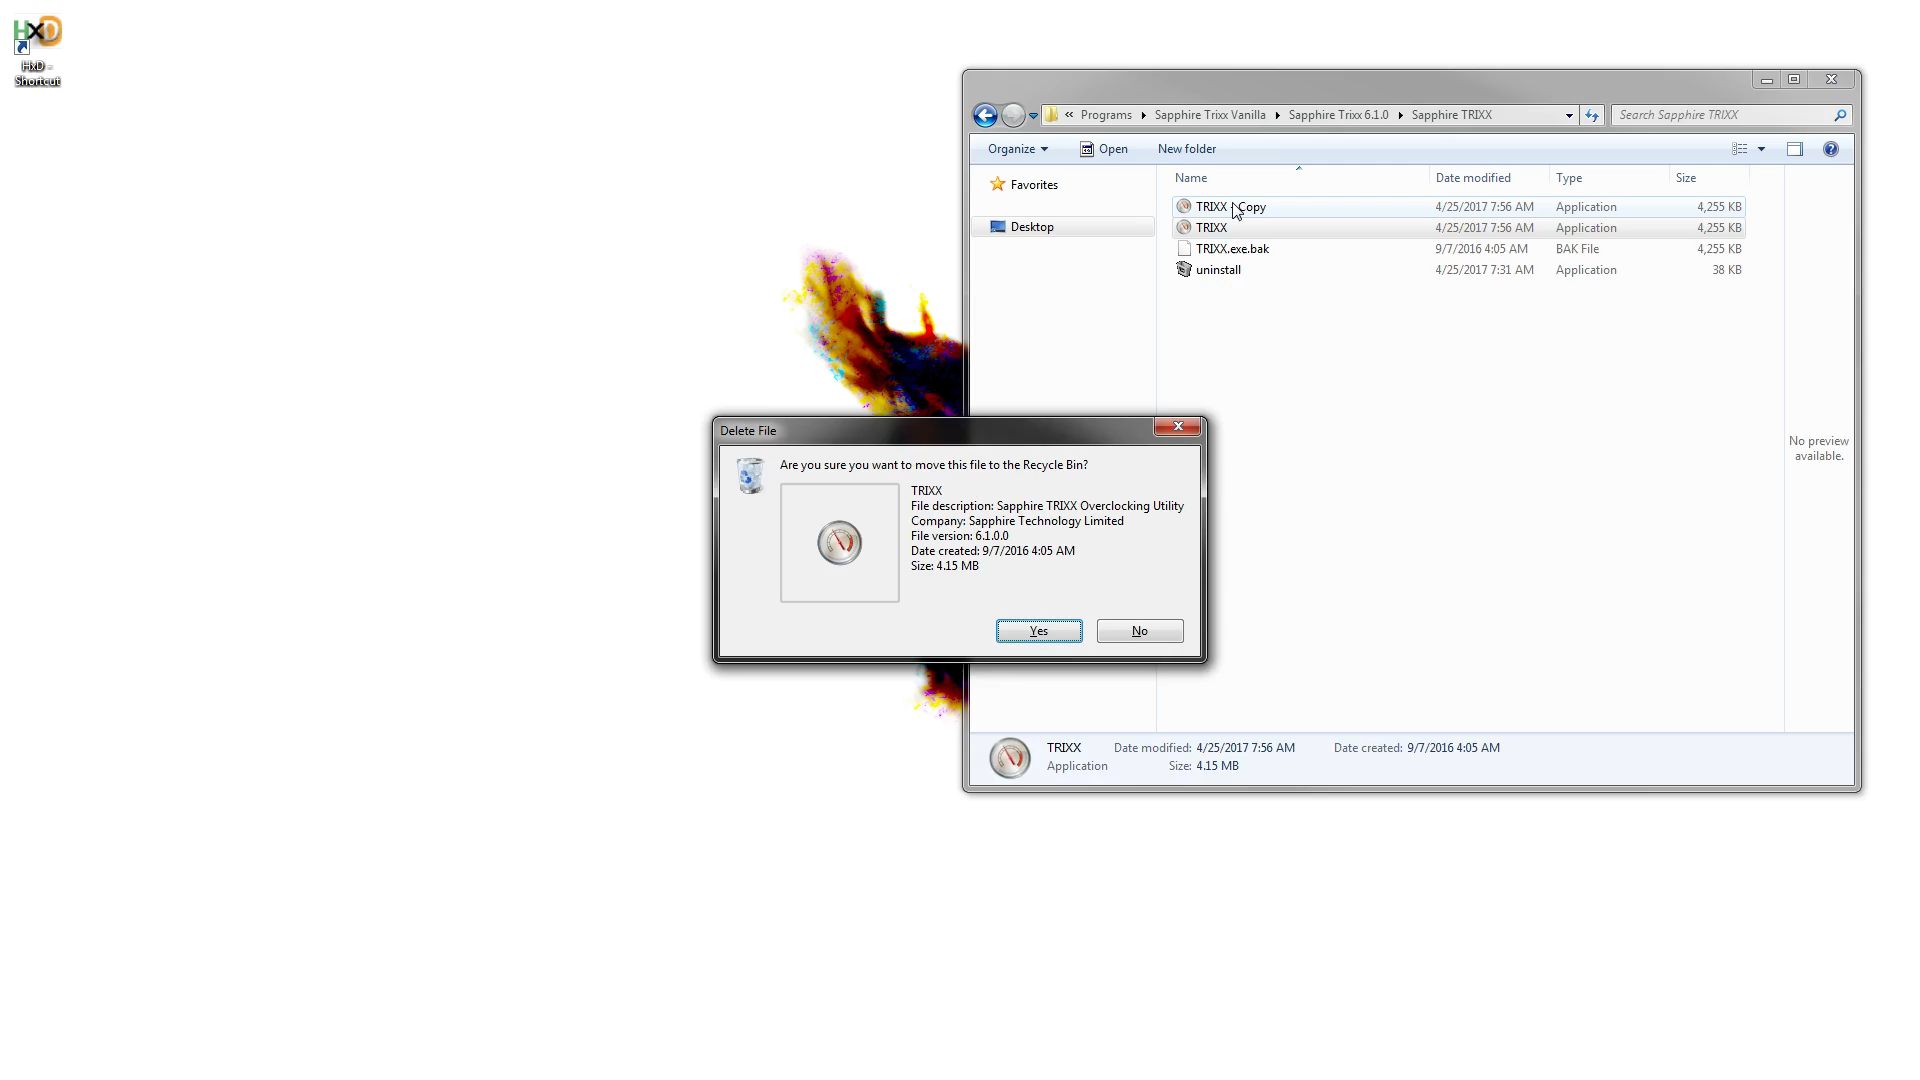 HxD -
Shortcut
« Programs Sapphire Trixx Vanilla Sapphire Trixx 6.1.0 Sapphire TRIXX Search Sapphire TRIXX
Organize Open New folder
Favorites
Desktop
Name Date modified Type Size
TRIXX - Copy 4/25/2017 7:56 AM Application 4,255 KB
TRIXX 4/25/2017 7:56 AM Application 4,255 KB
TRIXX.exe.bak 9/7/2016 4:05 AM BAK File 4,255 KB
uninstall 4/25/2017 7:31 AM Application 38 KB
No preview
available.
Delete File
Are you sure you want to move this file to the Recycle Bin?
TRIXX
File description: Sapphire TRIXX Overclocking Utility
Company: Sapphire Technology Limited
File version: 6.1.0.0
Date created: 9/7/2016 4:05 AM
Size: 4.15 MB
Yes No
TRIXX Date modified: 4/25/2017 7:56 AM Date created: 9/7/2016 4:05 AM
Application Size: 4.15 MB